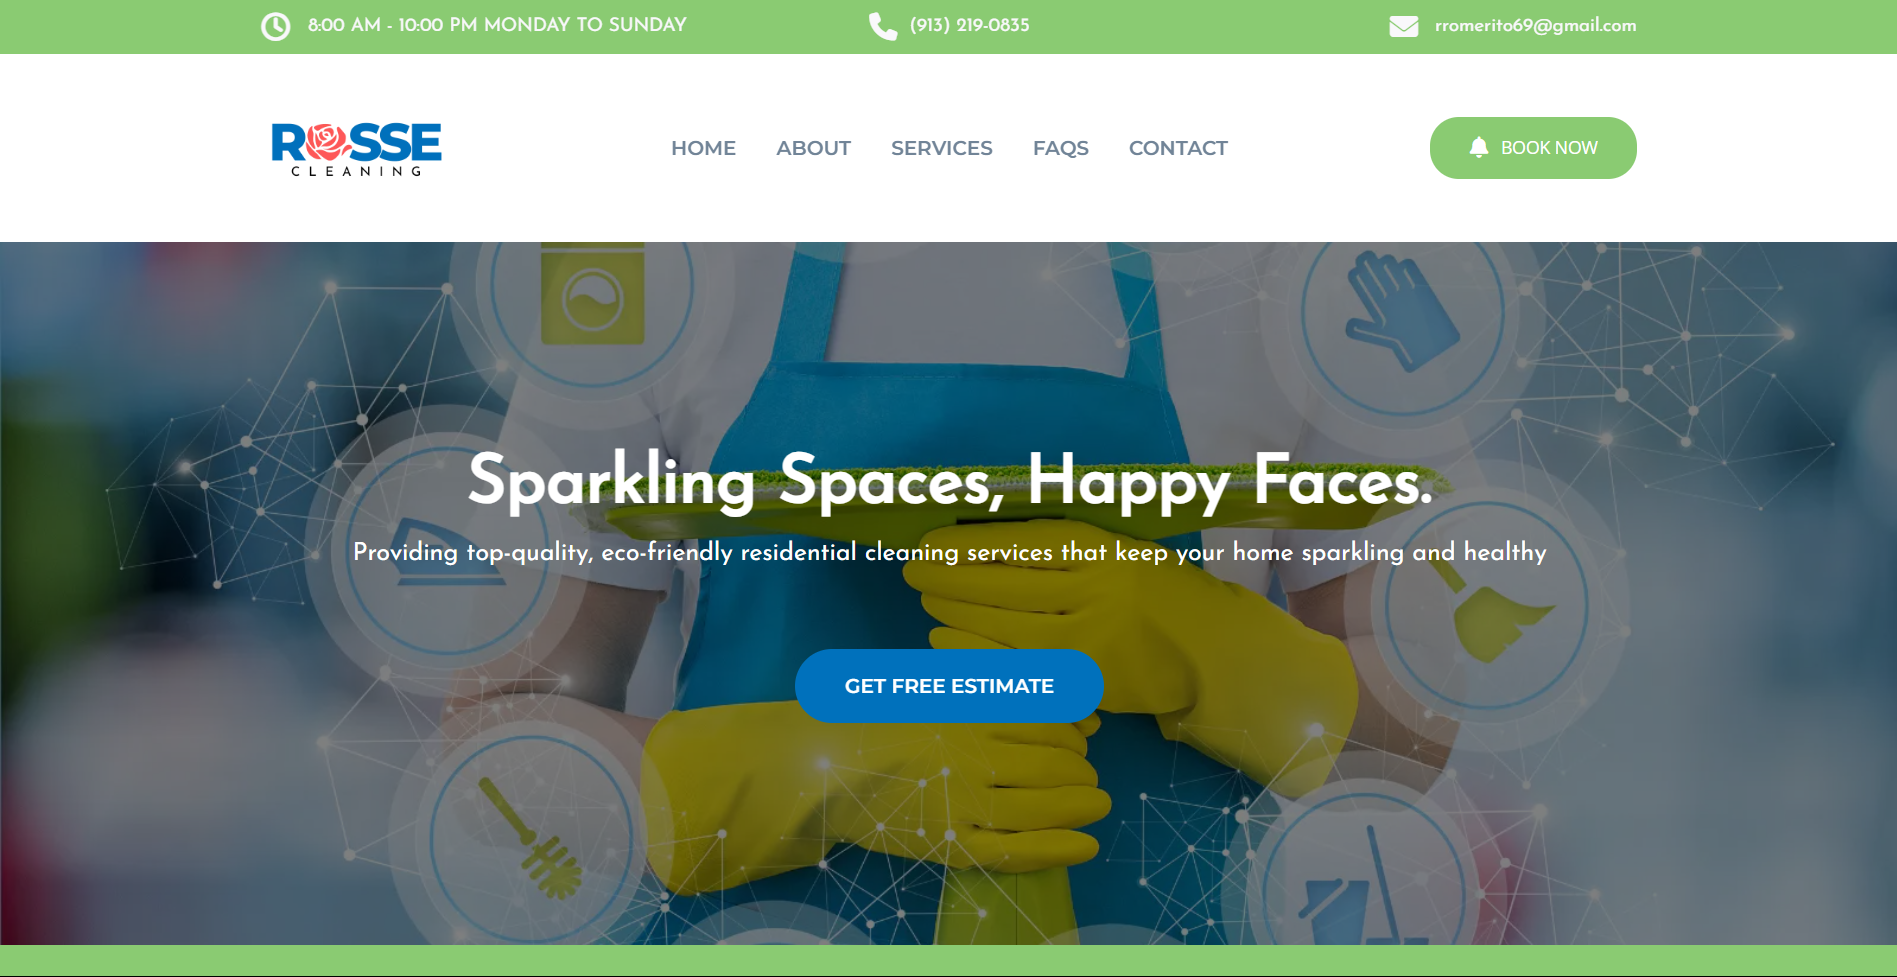 8:00 AM - 10:00 PM MONDAY TO SUNDAY
(913) 219-0835
rromerito69@gmail.com
ROSSE
CLEANING
HOME
ABOUT
SERVICES
FAQS
CONTACT
BOOK NOW
Sparkling Spaces, Happy Faces.
Providing top-quality, eco-friendly residential cleaning services that keep your home sparkling and healthy
GET FREE ESTIMATE